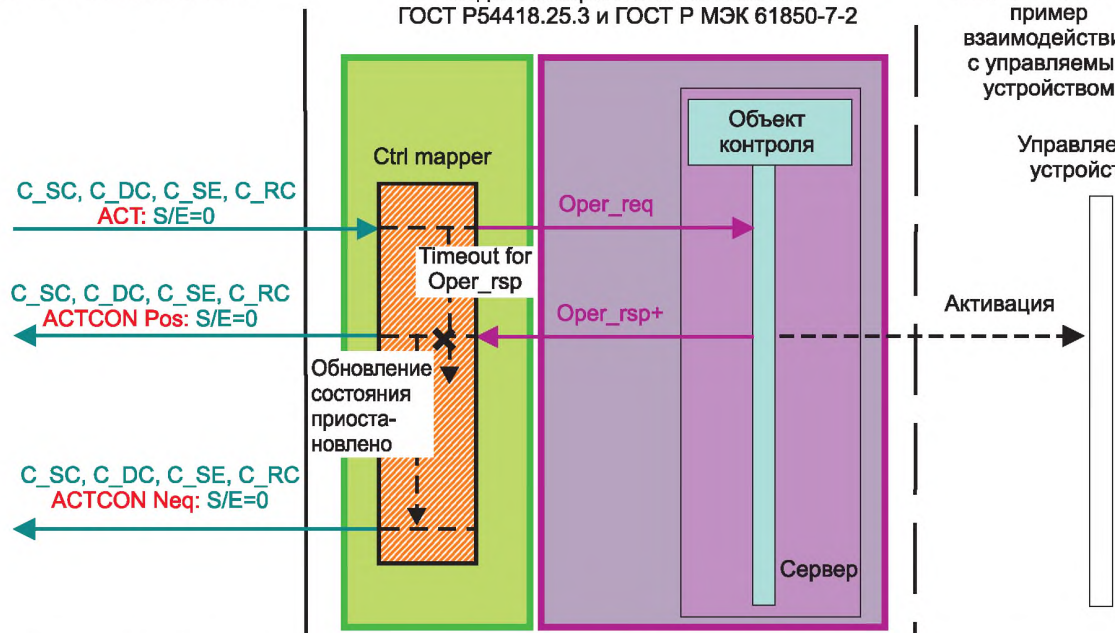 ГОСТ Р54418.25.3 и ГОСТ Р МЭК 61850-7-2
пример
взаимодействи
с управляемы
устройством
Объект
контроля
Ctrl mapper
Управляе
устройст
C_SC, C_DC, C_SE, C_RC
ACT: S/E=0
Oper_req
Timeout for
Oper_rsp
C_SC, C_DC, C_SE, C_RC
ACTCON Pos: S/E=0
Oper_rsp+
Активация
Обновление
состояния
приоста-
новлено
C_SC, C_DC, C_SE, C_RC
ACTCON Neq: S/E=0
Сервер